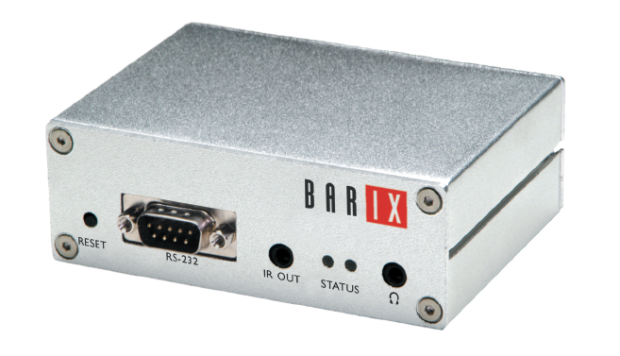 BARIX
RESET
RS-232
IR OUT
STATUS